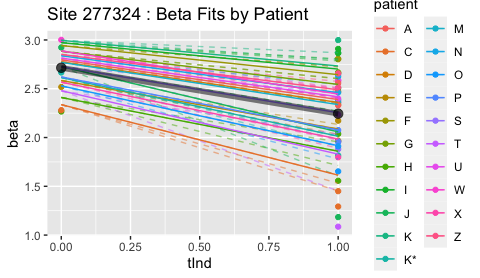 Site 277324 : Beta Fits by Patient
patient
3.0
2.5
2.0
1.5
1.0
beta
0.00 0.25 0.50 0.75 1.00
tInd
A M
C N
D O
E P
F S
G T
H U
I W
J X
K Z
K*